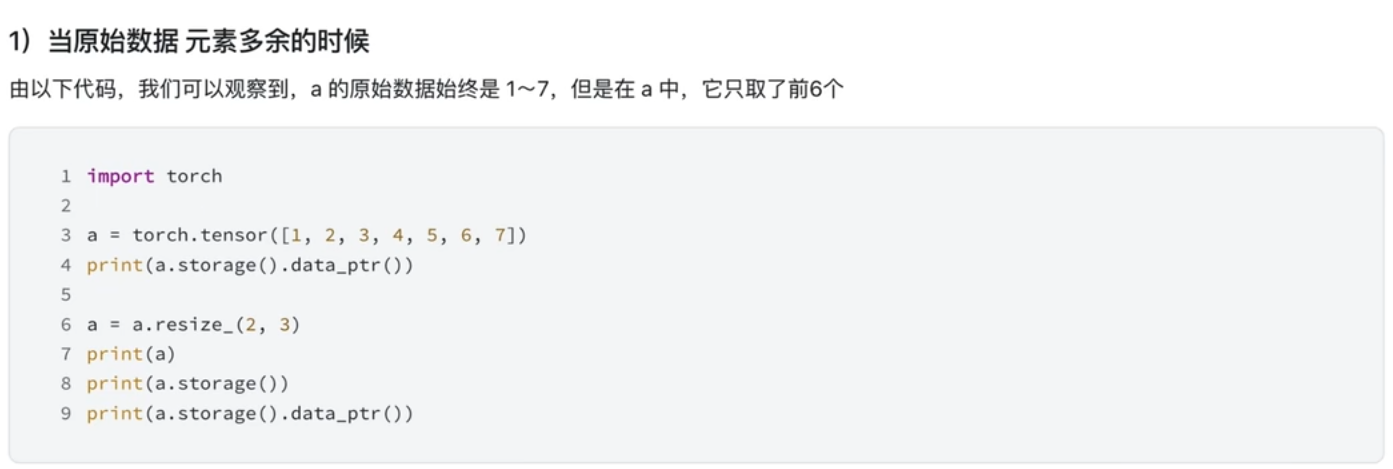 1）当原始数据 元素多余的时候
由以下代码，我们可以观察到，a 的原始数据始终是 1～7，但是在 a 中，它只取了前6个
1 import torch
2
3 a = torch.tensor([1, 2, 3, 4, 5, 6, 7])
4 print(a.storage().data_ptr())
5
6 a = a.resize_(2, 3)
7 print(a)
8 print(a.storage())
9 print(a.storage().data_ptr())